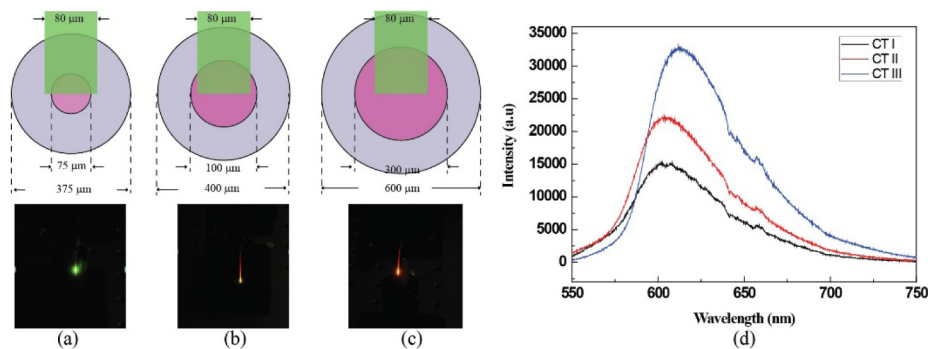 80 μm
75 μm
375 μm
(a)
80 μm
100 μm
400 μm
(b)
80 μm
300 μm
600 μm
(c)
35000
30000
25000
20000
15000
10000
5000
0
Intensity (a.u)
CT I
CT II
CT III
550 600 650 700 750
Wavelength (nm)
(d)